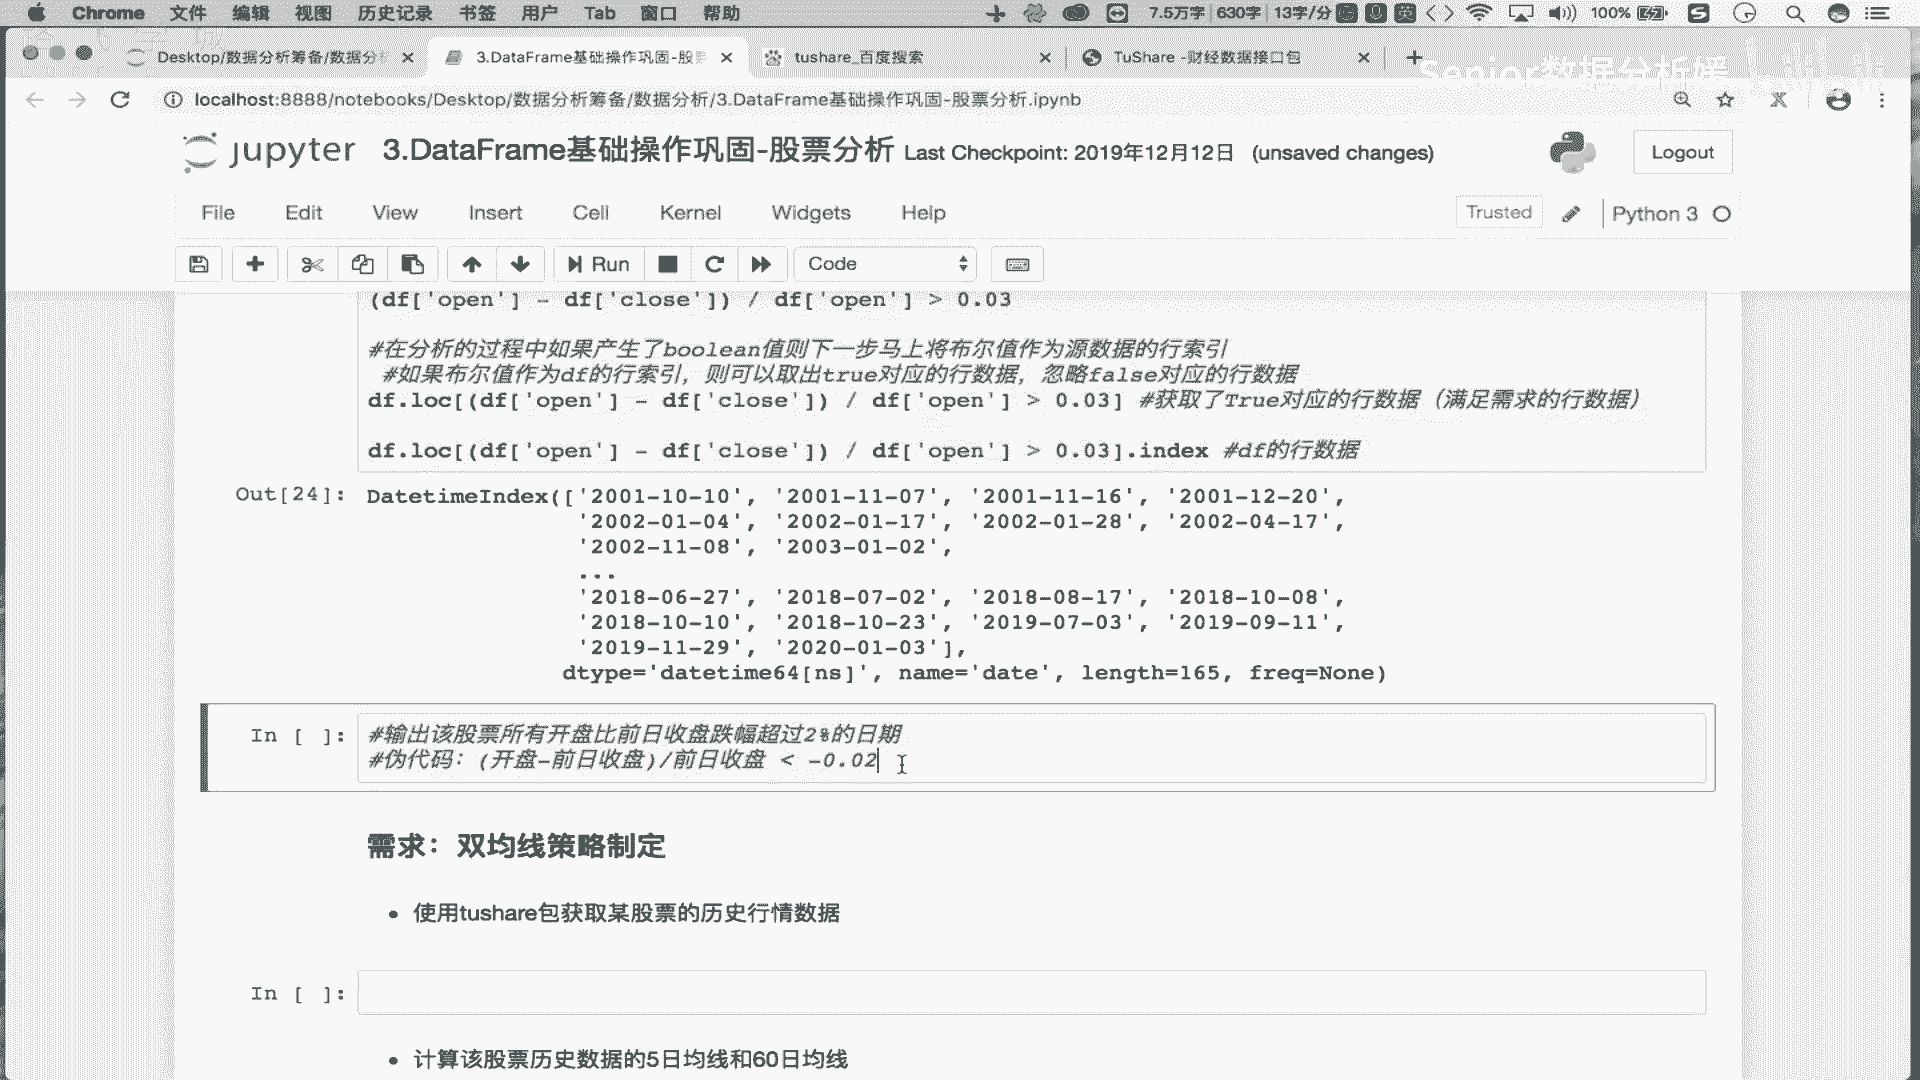 Chrome 文件 编辑 视图 历史记录 书签 用户 Tab 窗口 帮助 7.5万字 630字 13字/分 英 100%
Desktop/数据分析筹备/数据分析
3.DataFrame基础操作巩固-股
tushare_百度搜索
TuShare -财经数据接口包
Senior数据分析媛
localhost:8888/notebooks/Desktop/数据分析筹备/数据分析/3.DataFrame基础操作巩固-股票分析.ipynb
jupyter 3.DataFrame基础操作巩固-股票分析 Last Checkpoint: 2019年12月12日 (unsaved changes)
Logout
File Edit View Insert Cell Kernel Widgets Help
Trusted Python 3
Run Code
(df['open'] - df['close']) / df['open'] > 0.03
#在分析的过程中如果产生了boolean值则下一步马上将布尔值作为源数据的行索引
#如果布尔值作为df的行索引，则可以取出true对应的行数据，忽略false对应的行数据
df.loc[(df['open'] - df['close']) / df['open'] > 0.03] #获取了True对应的行数据（满足需求的行数据）
df.loc[(df['open'] - df['close']) / df['open'] > 0.03].index #df的行数据
Out[24]: DatetimeIndex(['2001-10-10', '2001-11-07', '2001-11-16', '2001-12-20',
'2002-01-04', '2002-01-17', '2002-01-28', '2002-04-17',
'2002-11-08', '2003-01-02',
...
'2018-06-27', '2018-07-02', '2018-08-17', '2018-10-08',
'2018-10-10', '2018-10-23', '2019-07-03', '2019-09-11',
'2019-11-29', '2020-01-03'],
dtype='datetime64[ns]', name='date', length=165, freq=None)
In [ ]: #输出该股票所有开盘比前日收盘跌幅超过2%的日期
#伪代码：(开盘-前日收盘)/前日收盘 < -0.02
需求：双均线策略制定
• 使用tushare包获取某股票的历史行情数据
In [ ]:
• 计算该股票历史数据的5日均线和60日均线